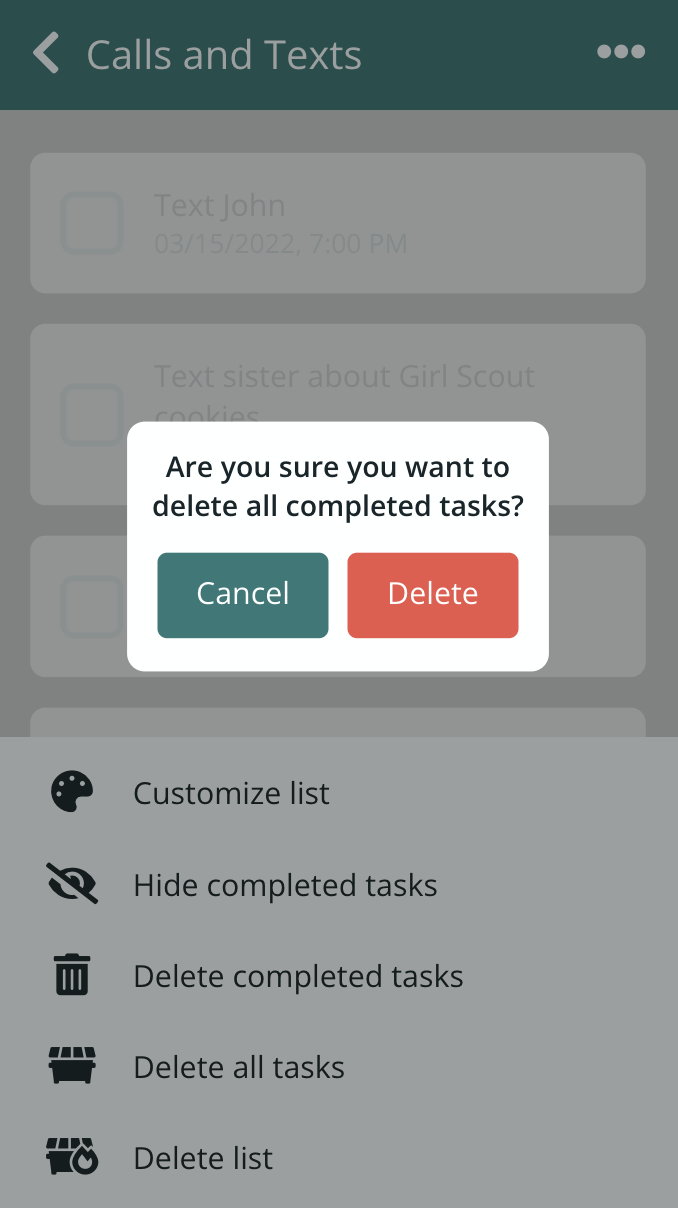 Calls and Texts
Text John
03/15/2022, 7:00 PM
Text sister about Girl Scout
cookies
Are you sure you want to
delete all completed tasks?
Cancel
Delete
Customize list
Hide completed tasks
Delete completed tasks
Delete all tasks
Delete list